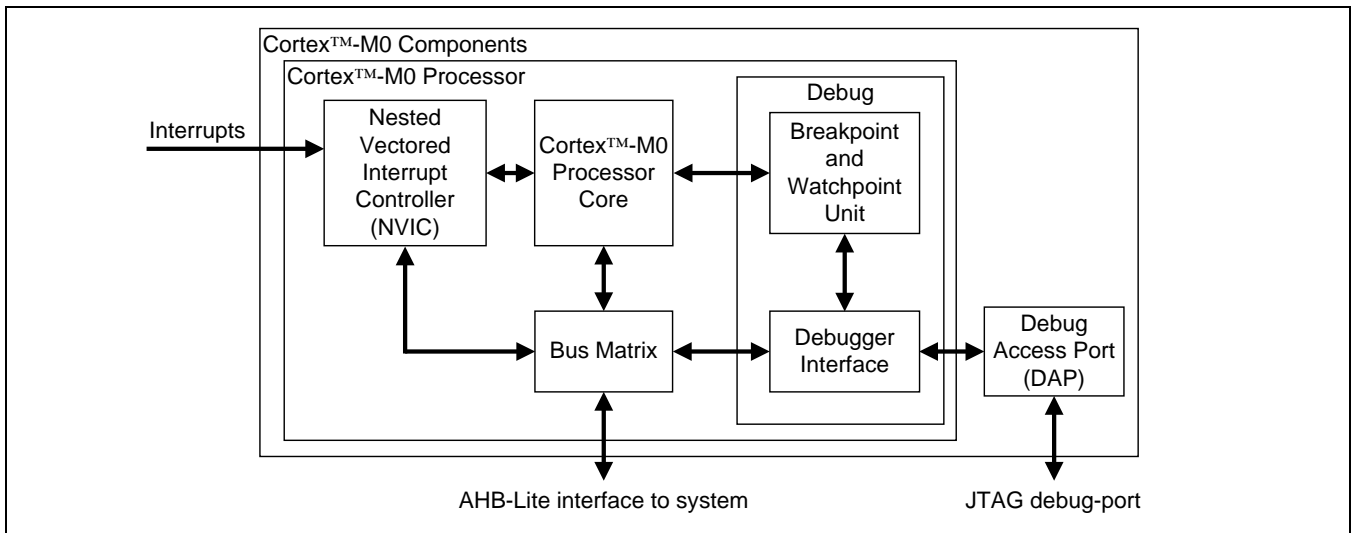 Cortex™-M0 Components
Cortex™-M0 Processor
Debug
Interrupts
Nested
Vectored
Interrupt
Controller
(NVIC)
Cortex™-M0
Processor
Core
Breakpoint
and
Watchpoint
Unit
Bus Matrix
Debugger
Interface
Debug
Access Port
(DAP)
AHB-Lite interface to system
JTAG debug-port